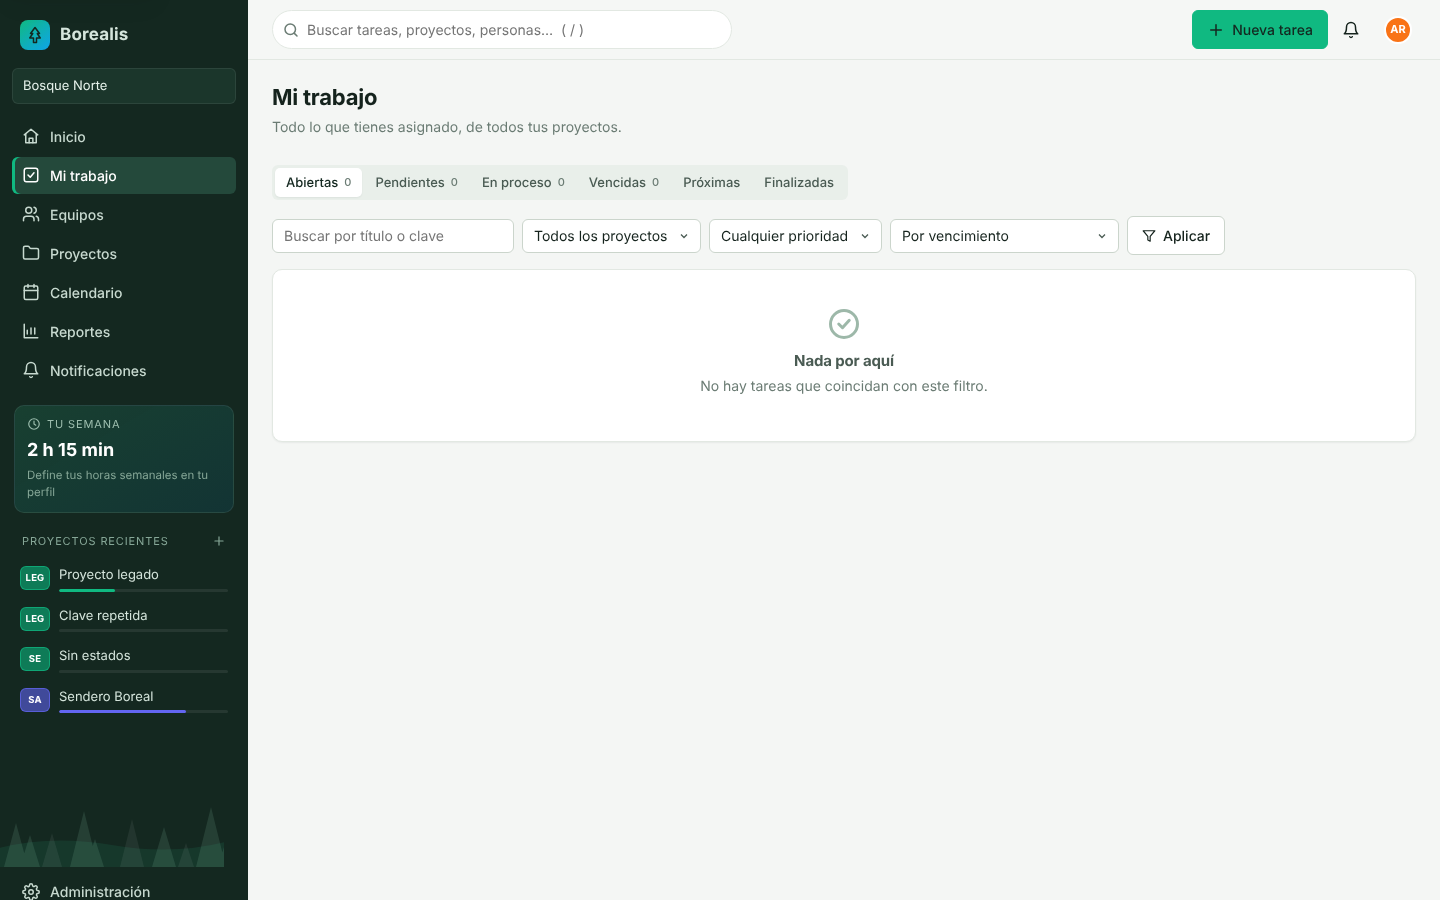 Borealis
Bosque Norte
Inicio
Mi trabajo
Equipos
Proyectos
Calendario
Reportes
Notificaciones
TU SEMANA
2 h 15 min
Define tus horas semanales en tu
perfil
PROYECTOS RECIENTES
LEG Proyecto legado
LEG Clave repetida
SE Sin estados
SA Sendero Boreal
Administración
Buscar tareas, proyectos, personas... ( / )
Nueva tarea
AR
Mi trabajo
Todo lo que tienes asignado, de todos tus proyectos.
Abiertas 0 Pendientes 0 En proceso 0 Vencidas 0 Próximas Finalizadas
Buscar por título o clave Todos los proyectos Cualquier prioridad Por vencimiento Aplicar
Nada por aquí
No hay tareas que coincidan con este filtro.